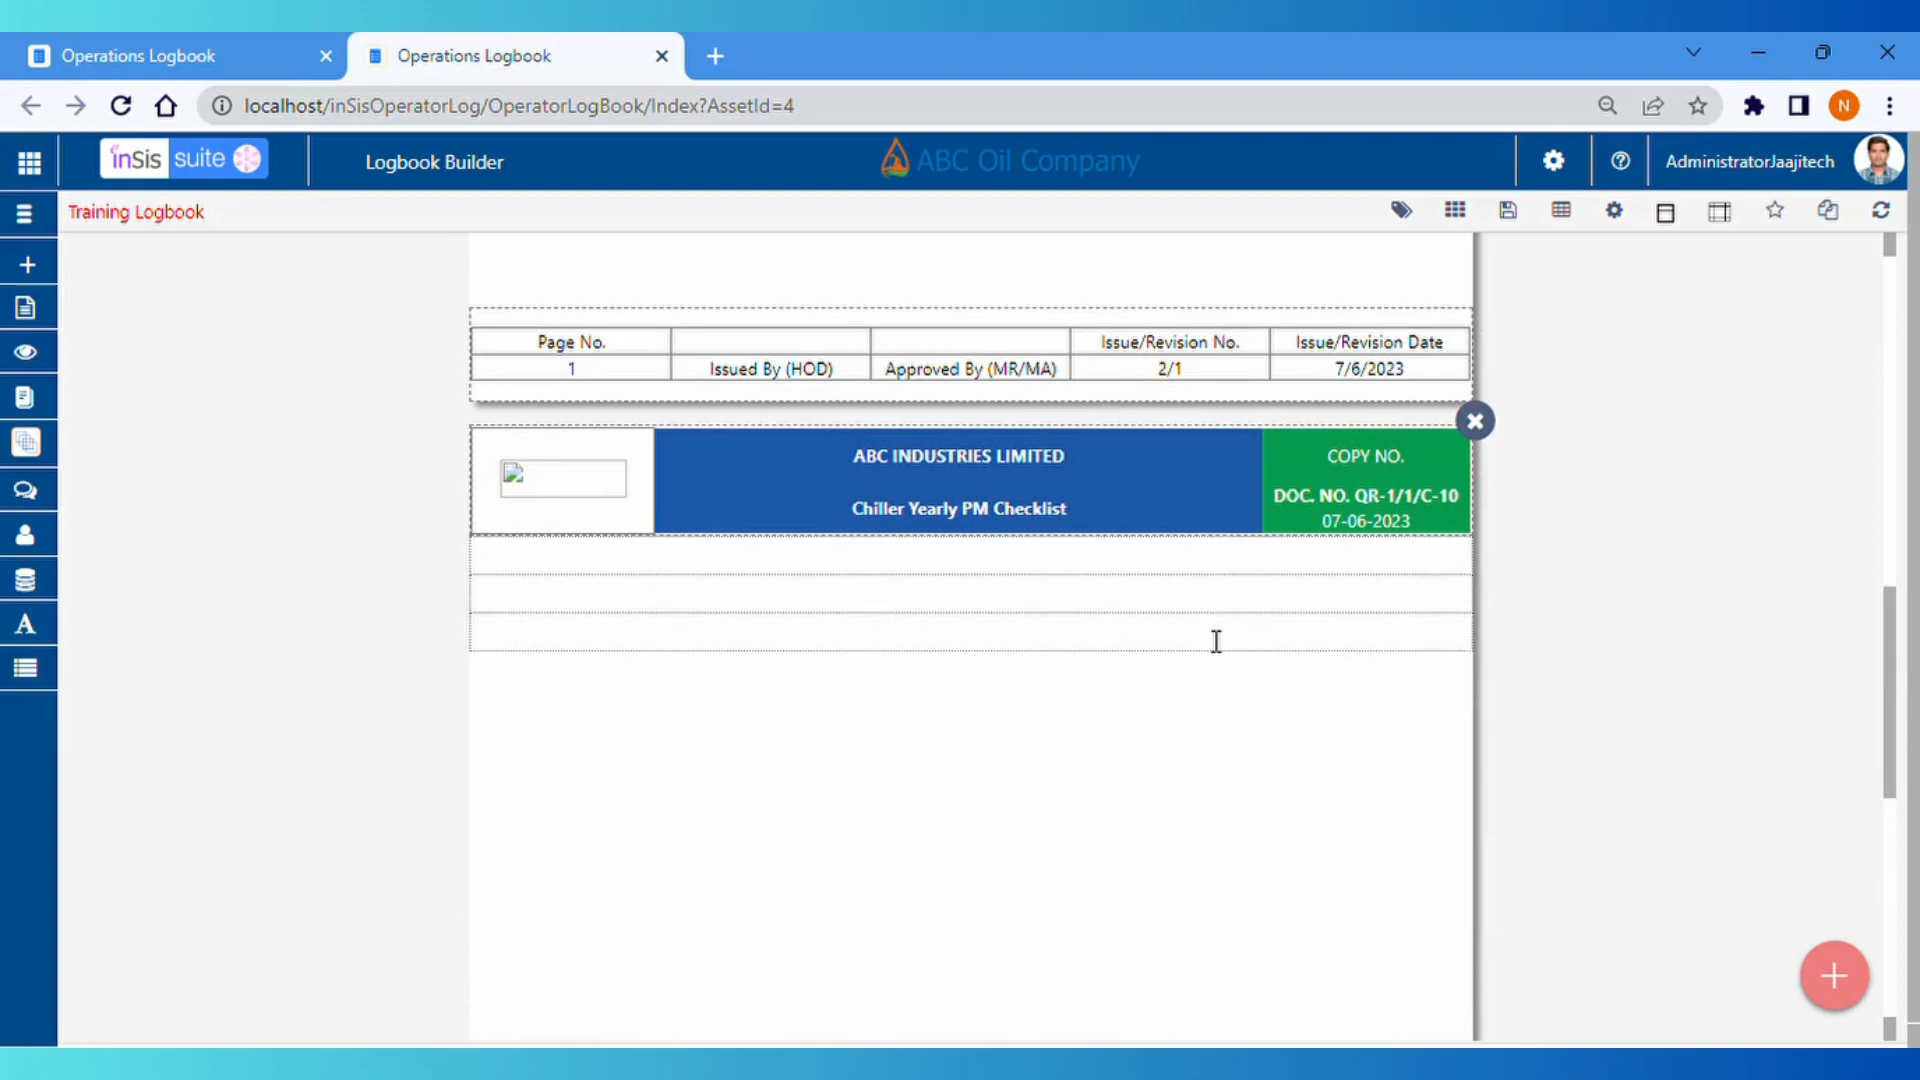 Operations Logbook
Operations Logbook
localhost/inSisOperatorLog/OperatorLogBook/Index?AssetId=4
N
inSis suite
Logbook Builder
ABC Oil Company
AdministratorJaajitech
Training Logbook
Page No. Issue/Revision No. Issue/Revision Date
1 Issued By (HOD) Approved By (MR/MA) 2/1 7/6/2023
ABC INDUSTRIES LIMITED
Chiller Yearly PM Checklist
COPY NO.
DOC. NO. QR-1/1/C-10
07-06-2023